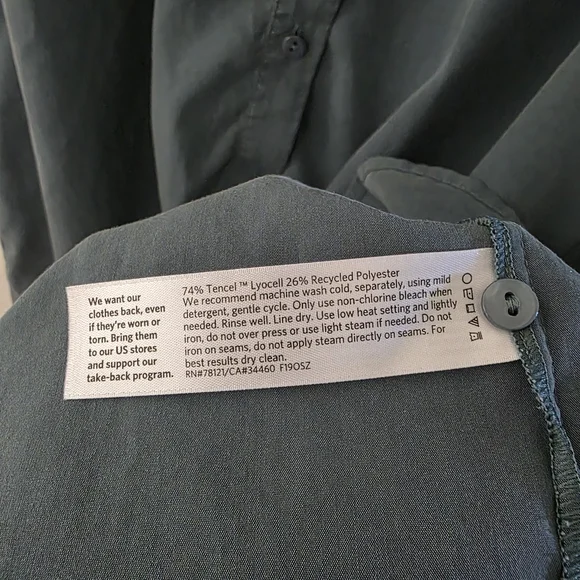 We want our
clothes back, even
if they're worn or
torn. Bring them
to our US stores
and support our
take-back program.
74% Tencel™ Lyocell 26% Recycled Polyester
We recommend machine wash cold, separately, using mild
detergent, gentle cycle. Only use non-chlorine bleach when
needed. Rinse well. Line dry. Use low heat setting and lightly
iron, do not over press or use light steam if needed. Do not
iron on seams, do not apply steam directly on seams. For
best results dry clean.
RN#78121/CA#34460 F19OSZ